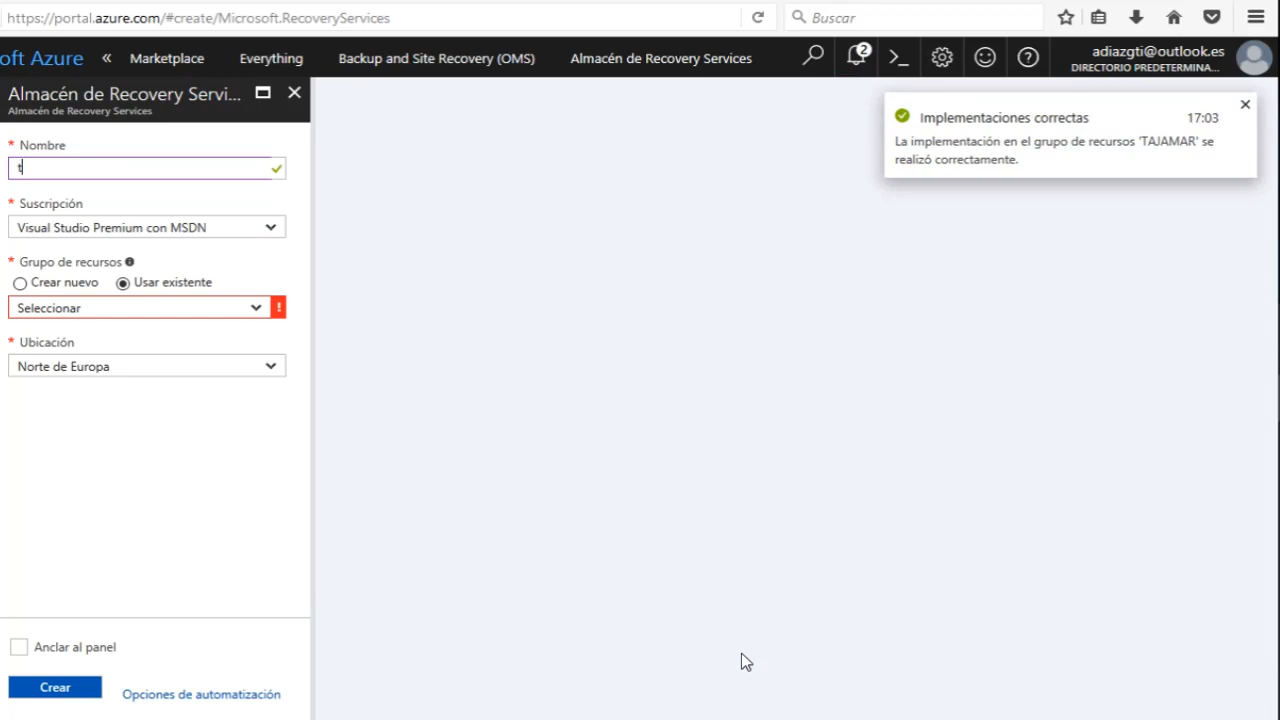 https://portal.azure.com/#create/Microsoft.RecoveryServices
Buscar
oft Azure « Marketplace Everything Backup and Site Recovery (OMS) Almacén de Recovery Services
2
adiazgti@outlook.es
DIRECTORIO PREDETERMINA...
Almacén de Recovery Servi...
Almacén de Recovery Services
* Nombre
t
* Suscripción
Visual Studio Premium con MSDN
* Grupo de recursos
Crear nuevo Usar existente
Seleccionar !
* Ubicación
Norte de Europa
Anclar al panel
Crear Opciones de automatización
Implementaciones correctas 17:03
La implementación en el grupo de recursos 'TAJAMAR' se
realizó correctamente.